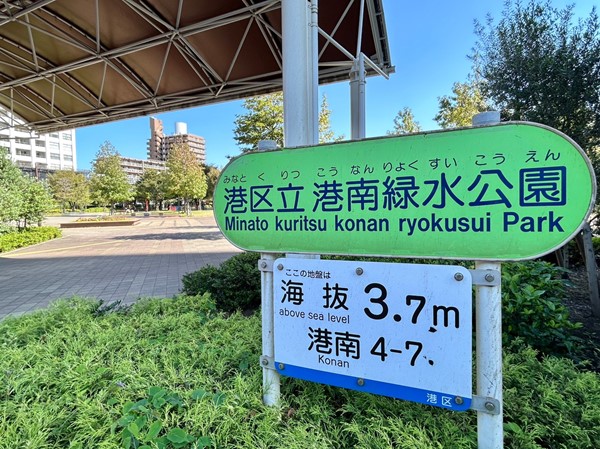 みなとくりつ こうなんりょくすいこうえん
港区立 港南緑水公園
Minato kuritsu konan ryokusui Park
ここの地盤は
海抜 3.7m
above sea level
港南 4-7
Konan
港区